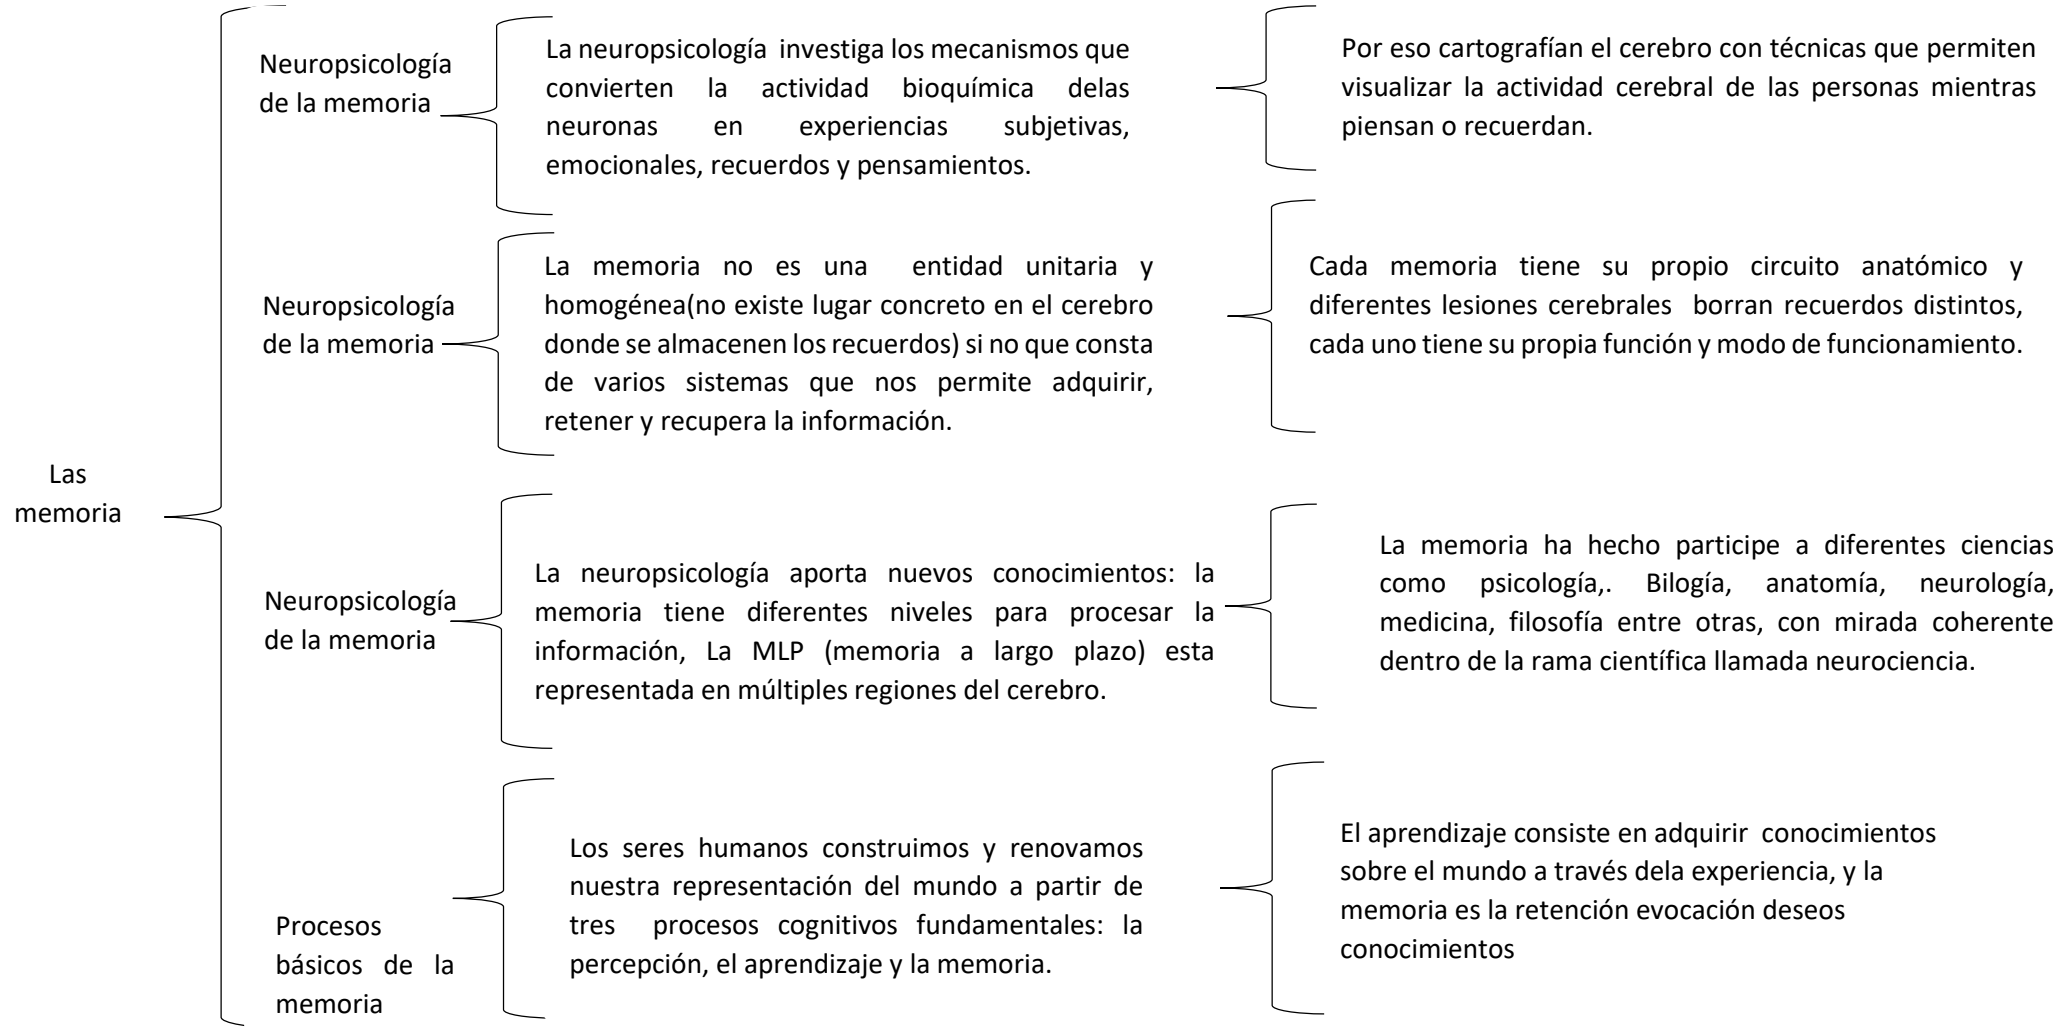 Las
memoria
Neuropsicología
de la memoria
La neuropsicología investiga los mecanismos que
convierten la actividad bioquímica delas
neuronas en experiencias subjetivas,
emocionales, recuerdos y pensamientos.
Por eso cartografían el cerebro con técnicas que permiten
visualizar la actividad cerebral de las personas mientras
piensan o recuerdan.
Neuropsicología
de la memoria
La memoria no es una entidad unitaria y
homogénea(no existe lugar concreto en el cerebro
donde se almacenen los recuerdos) si no que consta
de varios sistemas que nos permite adquirir,
retener y recupera la información.
Cada memoria tiene su propio circuito anatómico y
diferentes lesiones cerebrales borran recuerdos distintos,
cada uno tiene su propia función y modo de funcionamiento.
Neuropsicología
de la memoria
La neuropsicología aporta nuevos conocimientos: la
memoria tiene diferentes niveles para procesar la
información, La MLP (memoria a largo plazo) esta
representada en múltiples regiones del cerebro.
La memoria ha hecho participe a diferentes ciencias
como psicología,. Bilogía, anatomía, neurología,
medicina, filosofía entre otras, con mirada coherente
dentro de la rama científica llamada neurociencia.
Procesos
básicos de la
memoria
Los seres humanos construimos y renovamos
nuestra representación del mundo a partir de
tres procesos cognitivos fundamentales: la
percepción, el aprendizaje y la memoria.
El aprendizaje consiste en adquirir conocimientos
sobre el mundo a través dela experiencia, y la
memoria es la retención evocación deseos
conocimientos